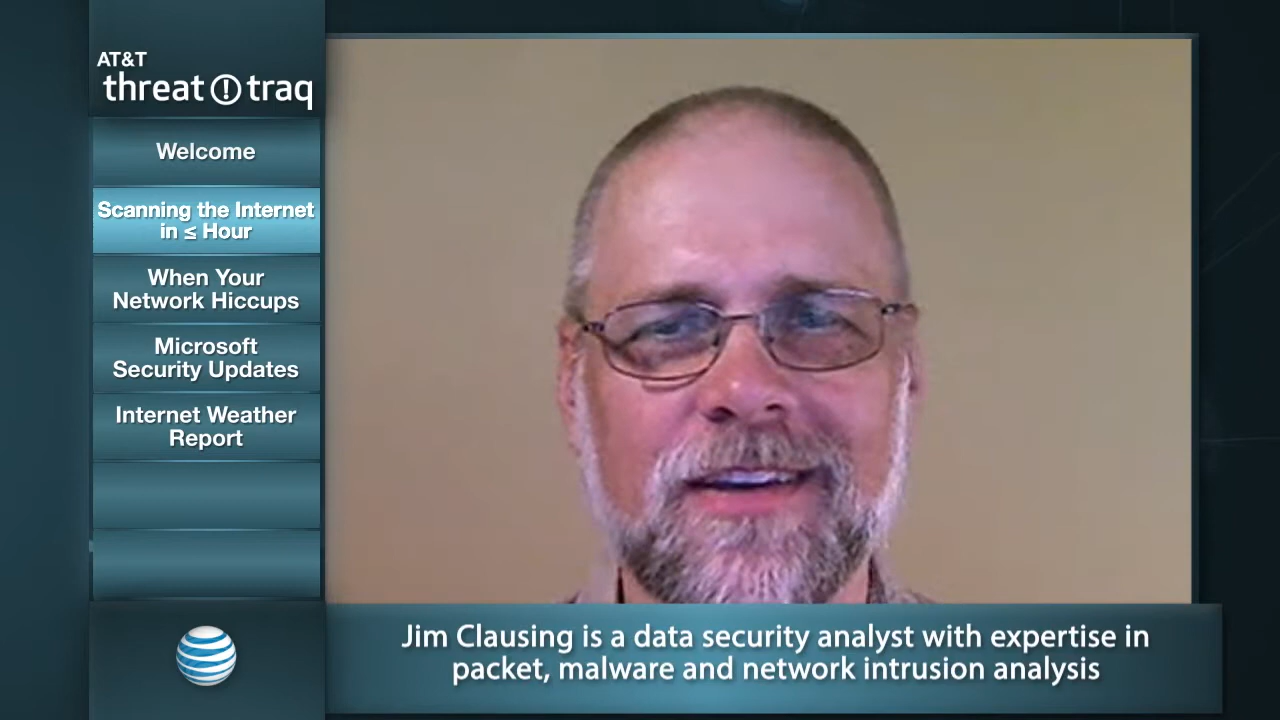 AT&T
threat ! traq
Welcome
Scanning the Internet
in ≤ Hour
When Your
Network Hiccups
Microsoft
Security Updates
Internet Weather
Report
Jim Clausing is a data security analyst with expertise in
packet, malware and network intrusion analysis